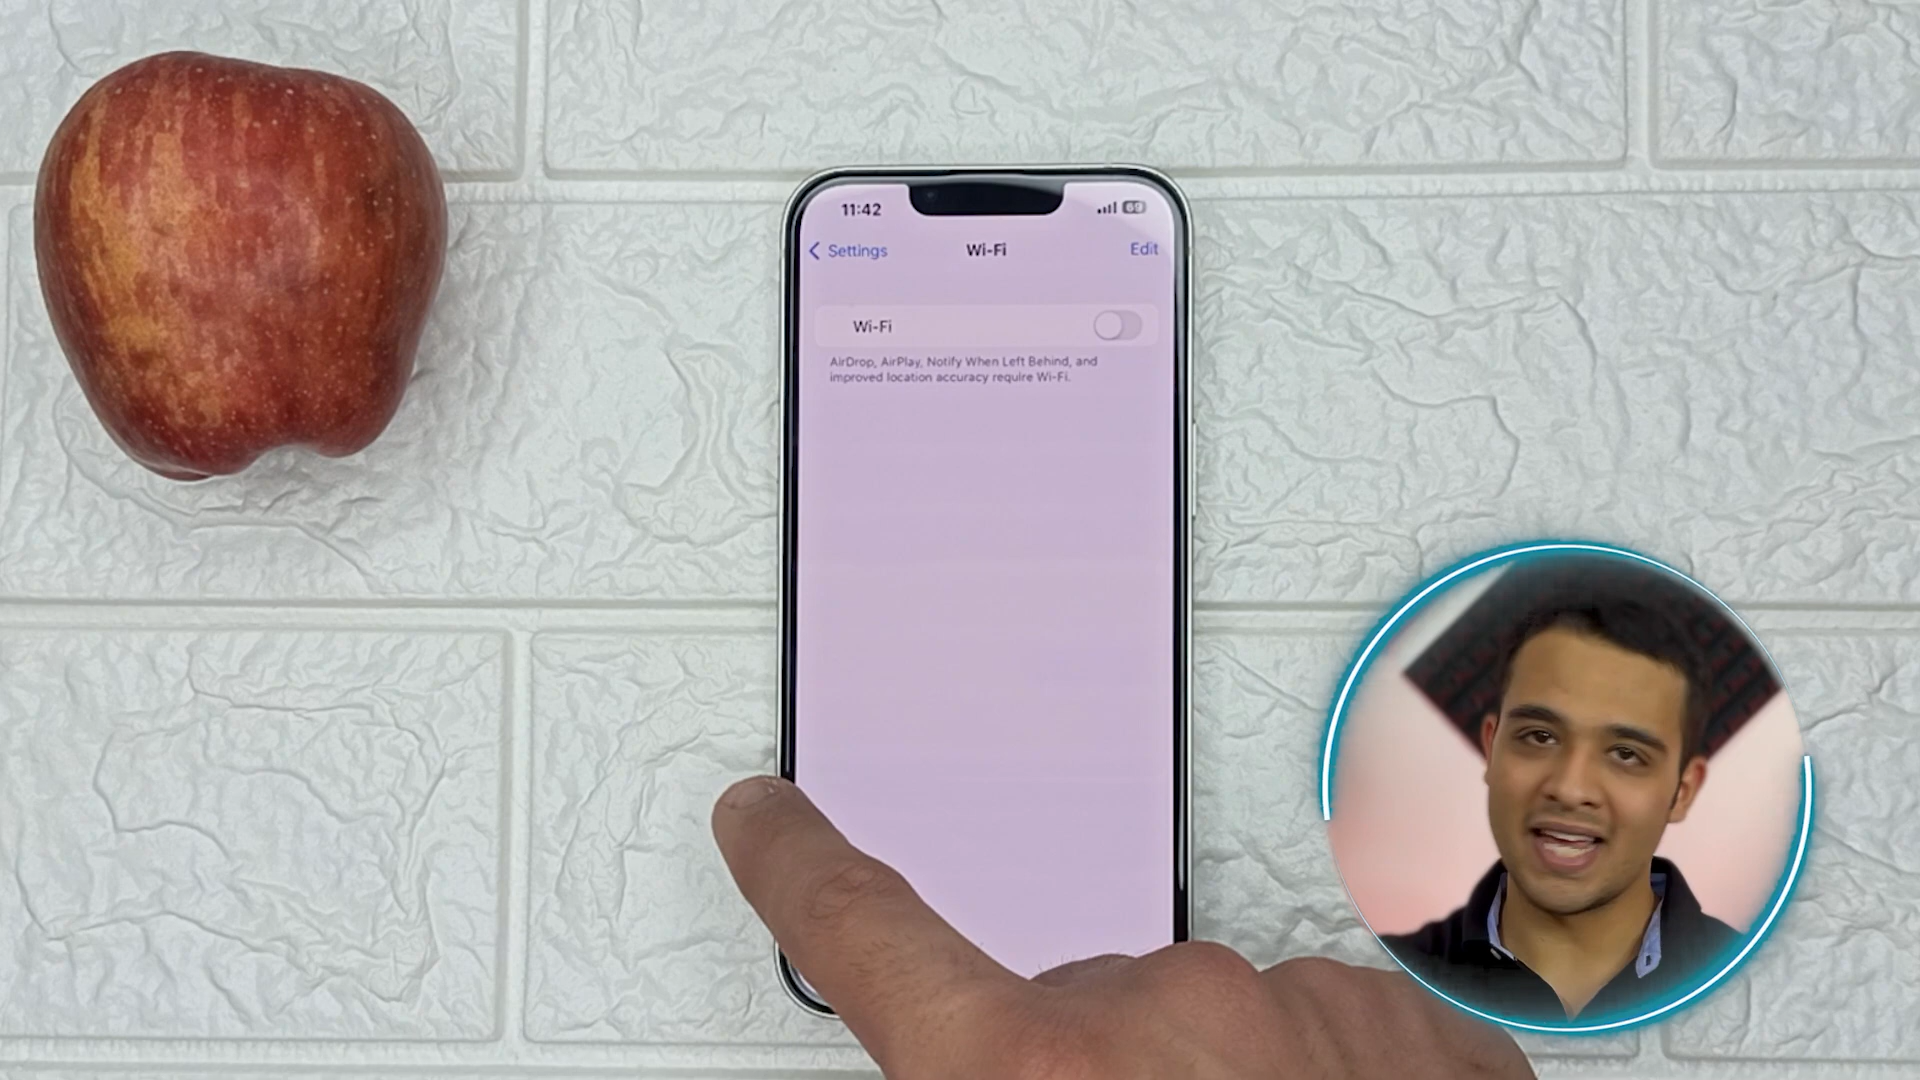 11:42
69
Settings
Wi-Fi
Edit
Wi-Fi
AirDrop, AirPlay, Notify When Left Behind, and
improved location accuracy require Wi-Fi.